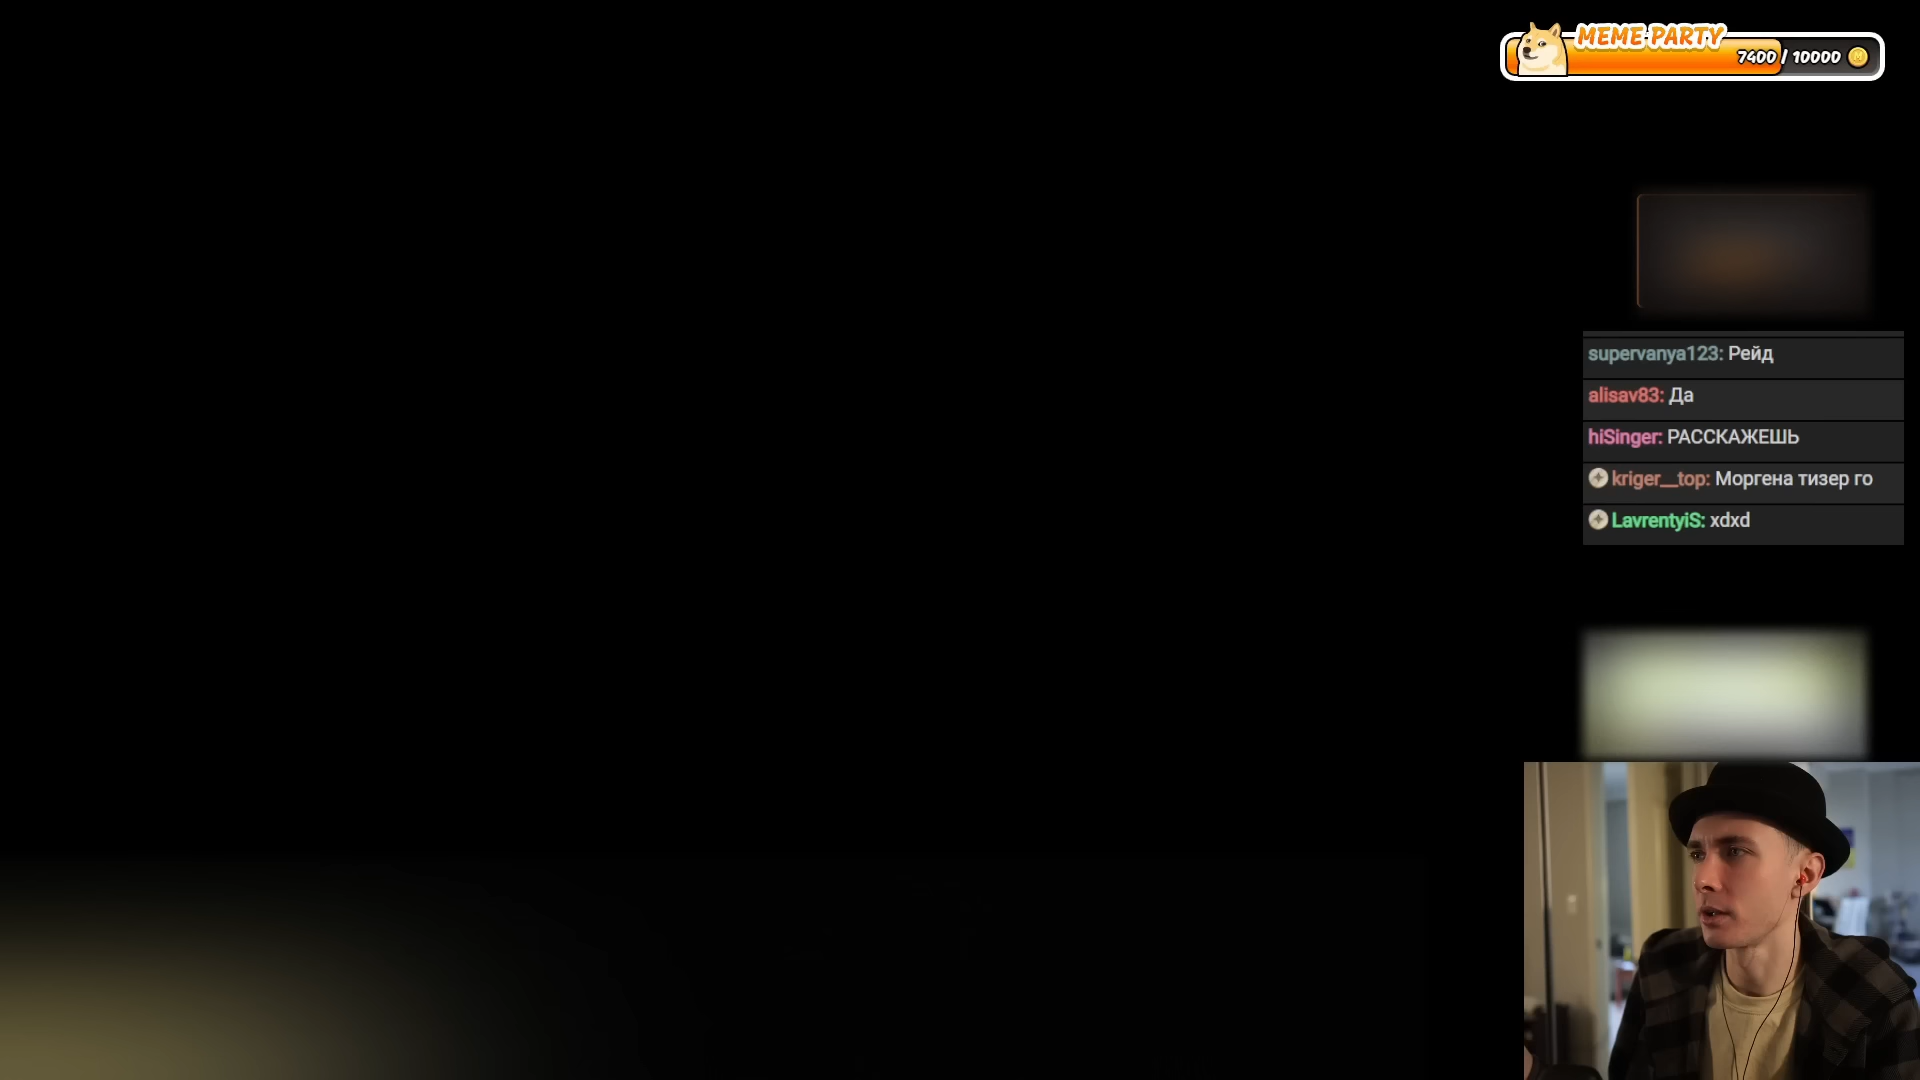 MEME PARTY
7400 / 10000
supervanya123: Рейд
alisav83: Да
hiSinger: РАССКАЖЕШЬ
kriger__top: Моргена тизер го
LavrentyiS: xdxd